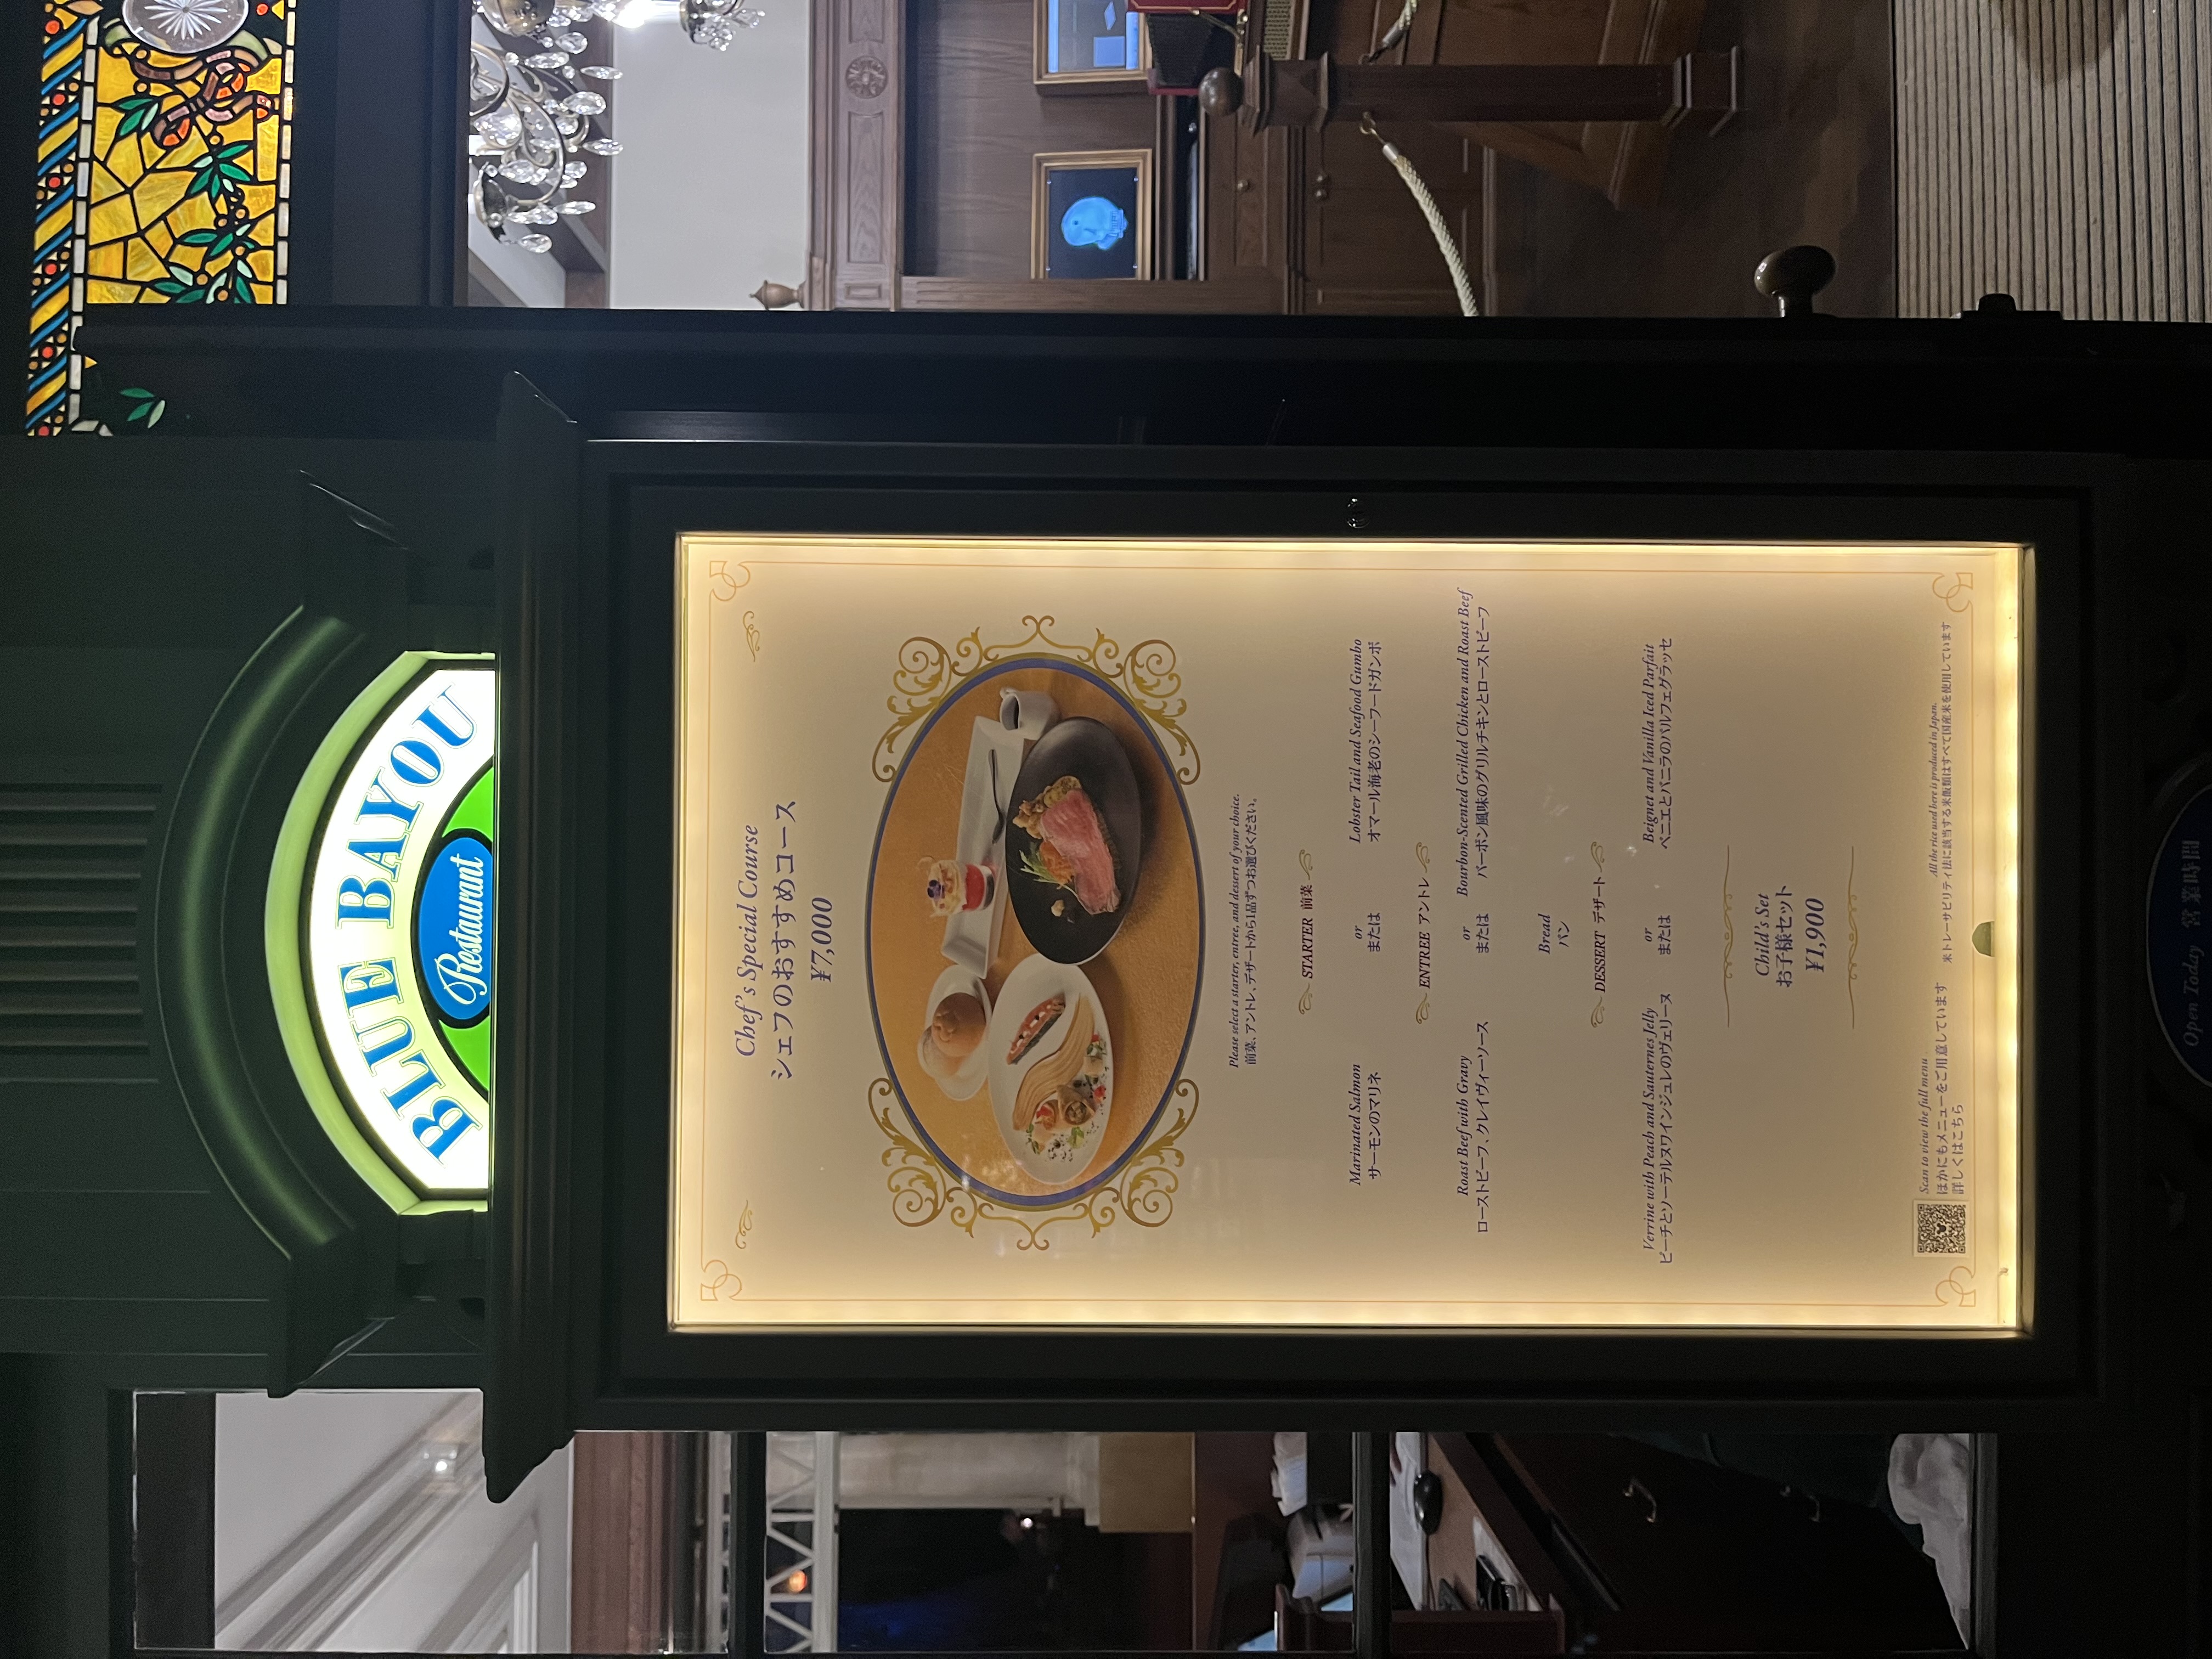 BLUE BAYOU
Restaurant
Chef's Special Course
シェフのおすすめコース
¥7,000
Please select a starter, entree, and dessert of your choice.
前菜、アントレ、デザートから1品ずつお選びください。
STARTER 前菜
Marinated Salmon or Lobster Tail and Seafood Gumbo
サーモンのマリネ または オマール海老のシーフードガンボ
ENTREE アントレ
Roast Beef with Gravy or Bourbon-Scented Grilled Chicken and Roast Beef
ローストビーフ、グレイヴィーソース または バーボン風味のグリルチキンとローストビーフ
Bread
パン
DESSERT デザート
Verrine with Peach and Sauternes Jelly or Beignet and Vanilla Iced Parfait
ピーチとソーテルヌワインジュレのヴェリーヌ または ベニエとバニラのパルフェグラッセ
Child's Set
お子様セット
¥1,900
Scan to view the full menu
ほかにもメニューをご用意しています
詳しくはこちら
All the rice used here is produced in Japan.
米トレーサビリティ法に該当する米飯類はすべて国産米を使用しています
Open Today 営業時間